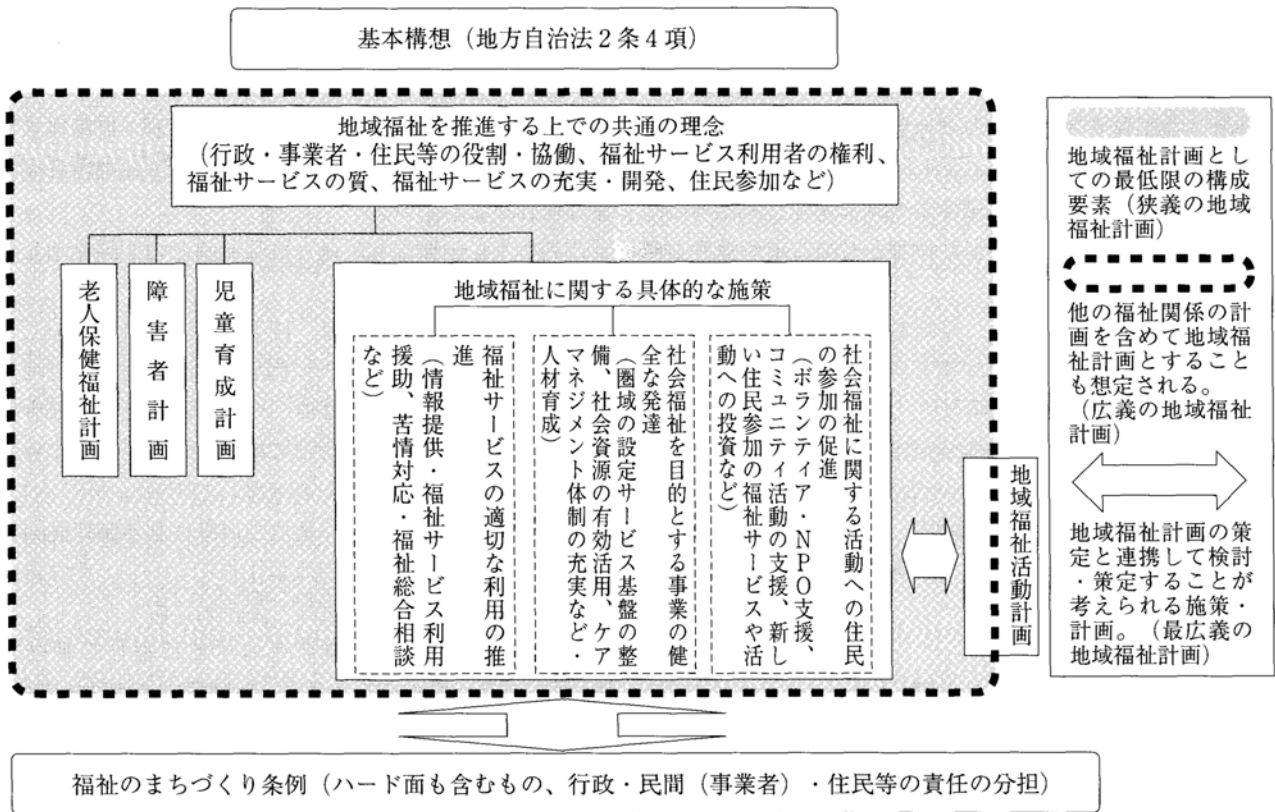 基本構想（地方自治法2条4項）
地域福祉を推進する上での共通の理念
（行政・事業者・住民等の役割・協働、福祉サービス利用者の権利、
福祉サービスの質、福祉サービスの充実・開発、住民参加など）
老人保健福祉計画
障害者計画
児童育成計画
地域福祉に関する具体的な施策
福祉サービスの適切な利用の推
進
（情報提供・福祉サービス利用
援助、苦情対応・福祉総合相談
など）
社会福祉を目的とする事業の健
全な発達
（圏域の設定サービス基盤の整
備、社会資源の有効活用、ケア
マネジメント体制の充実など・
人材育成）
社会福祉に関する活動への住民
の参加の促進
（ボランティア・NPO支援、
コミュニティ活動の支援、新し
い住民参加の福祉サービスや活
動への投資など）
地域福祉活動計画
地域福祉計画とし
ての最低限の構成
要素（狭義の地域
福祉計画）
他の福祉関係の計
画を含めて地域福
祉計画とすること
も想定される。
（広義の地域福祉
計画）
地域福祉計画の策
定と連携して検討
・策定することが
考えられる施策・
計画。（最広義の
地域福祉計画）
福祉のまちづくり条例（ハード面も含むもの、行政・民間（事業者）・住民等の責任の分担）